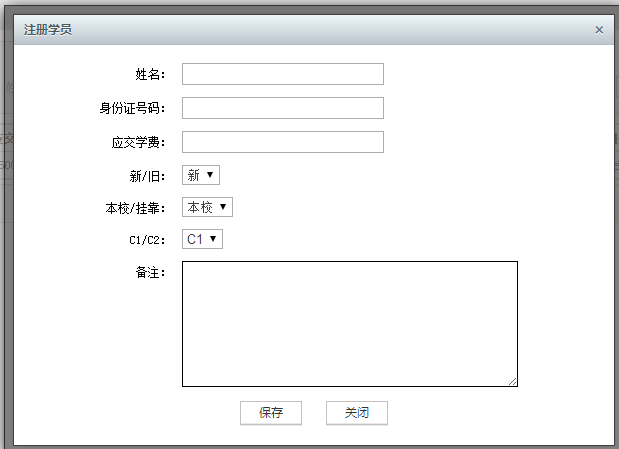 注册学员 ×
姓名：
身份证号码：
应交学费：
新/旧： 新
本校/挂靠： 本校
C1/C2： C1
备注：
保存 关闭